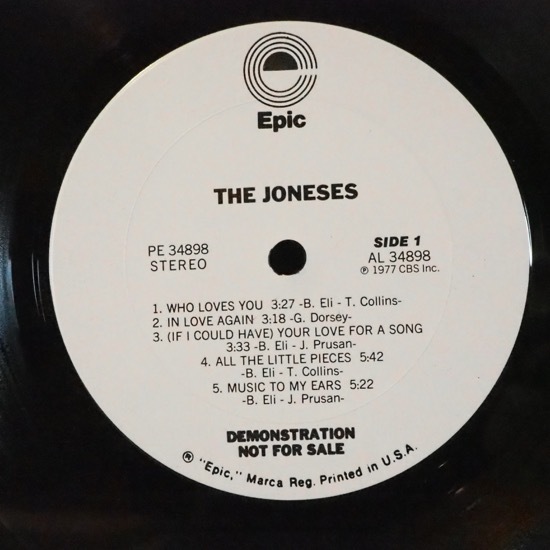 Epic
THE JONESES
PE 34898
STEREO
SIDE 1
AL 34898
℗ 1977 CBS Inc.
1. WHO LOVES YOU 3:27 -B. Eli - T. Collins-
2. IN LOVE AGAIN 3:18 -G. Dorsey-
3. (IF I COULD HAVE) YOUR LOVE FOR A SONG
3:33 -B. Eli - J. Prusan-
4. ALL THE LITTLE PIECES 5:42
-B. Eli - T. Collins-
5. MUSIC TO MY EARS 5:22
-B. Eli - J. Prusan-
DEMONSTRATION
NOT FOR SALE
® "Epic," Marca Reg. Printed in U.S.A.